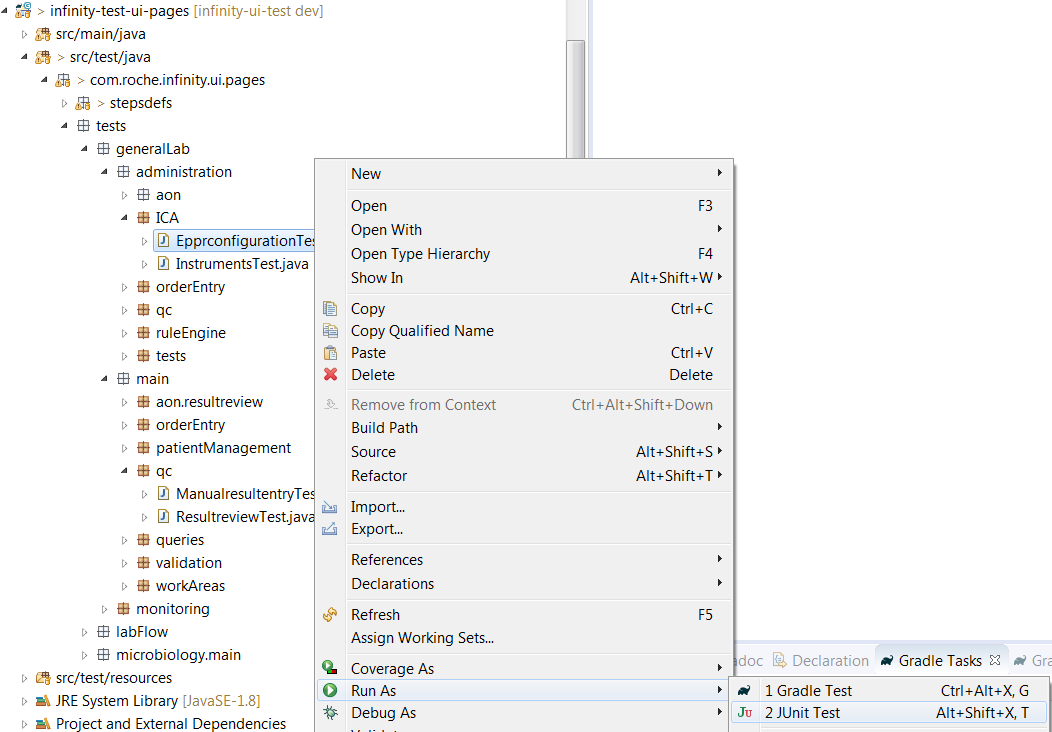 > infinity-test-ui-pages [infinity-ui-test dev]
src/main/java
> src/test/java
> com.roche.infinity.ui.pages
> stepsdefs
tests
generalLab
administration
aon
ICA
EpprconfigurationTes
InstrumentsTest.java
orderEntry
qc
ruleEngine
tests
main
aon.resultreview
orderEntry
patientManagement
qc
ManualresultentryTes
ResultreviewTest.java
queries
validation
workAreas
monitoring
labFlow
microbiology.main
src/test/resources
JRE System Library [JavaSE-1.8]
Project and External Dependencies
New
Open F3
Open With
Open Type Hierarchy F4
Show In Alt+Shift+W
Copy Ctrl+C
Copy Qualified Name
Paste Ctrl+V
Delete Delete
Remove from Context Ctrl+Alt+Shift+Down
Build Path
Source Alt+Shift+S
Refactor Alt+Shift+T
Import...
Export...
References
Declarations
Refresh F5
Assign Working Sets...
Coverage As
Run As
Debug As
adoc Declaration Gradle Tasks Gra
1 Gradle Test Ctrl+Alt+X, G
JU 2 JUnit Test Alt+Shift+X, T